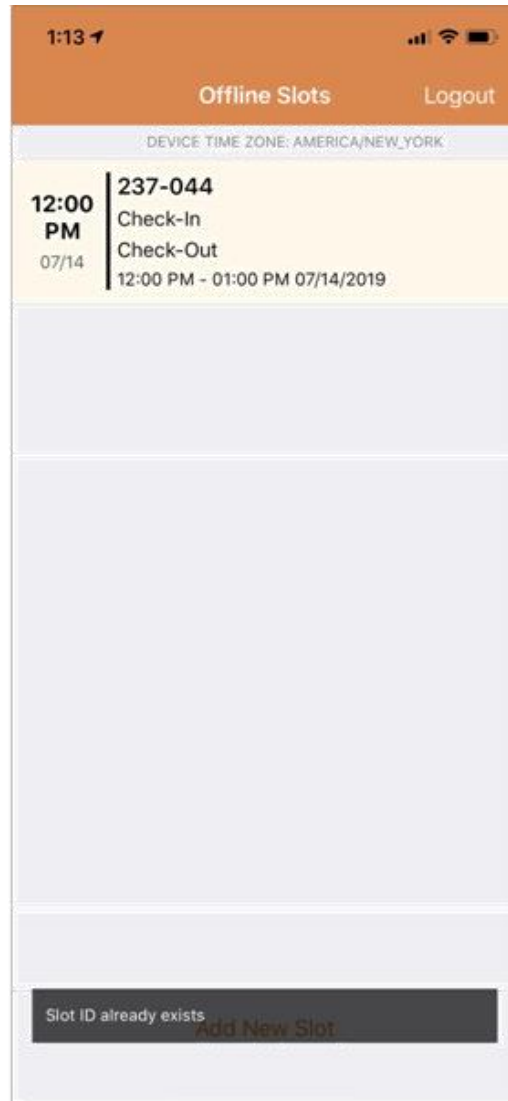 1:13
Offline Slots
Logout
DEVICE TIME ZONE: AMERICA/NEW_YORK
12:00
PM
07/14
237-044
Check-In
Check-Out
12:00 PM - 01:00 PM 07/14/2019
Slot ID already exists
Add New Slot